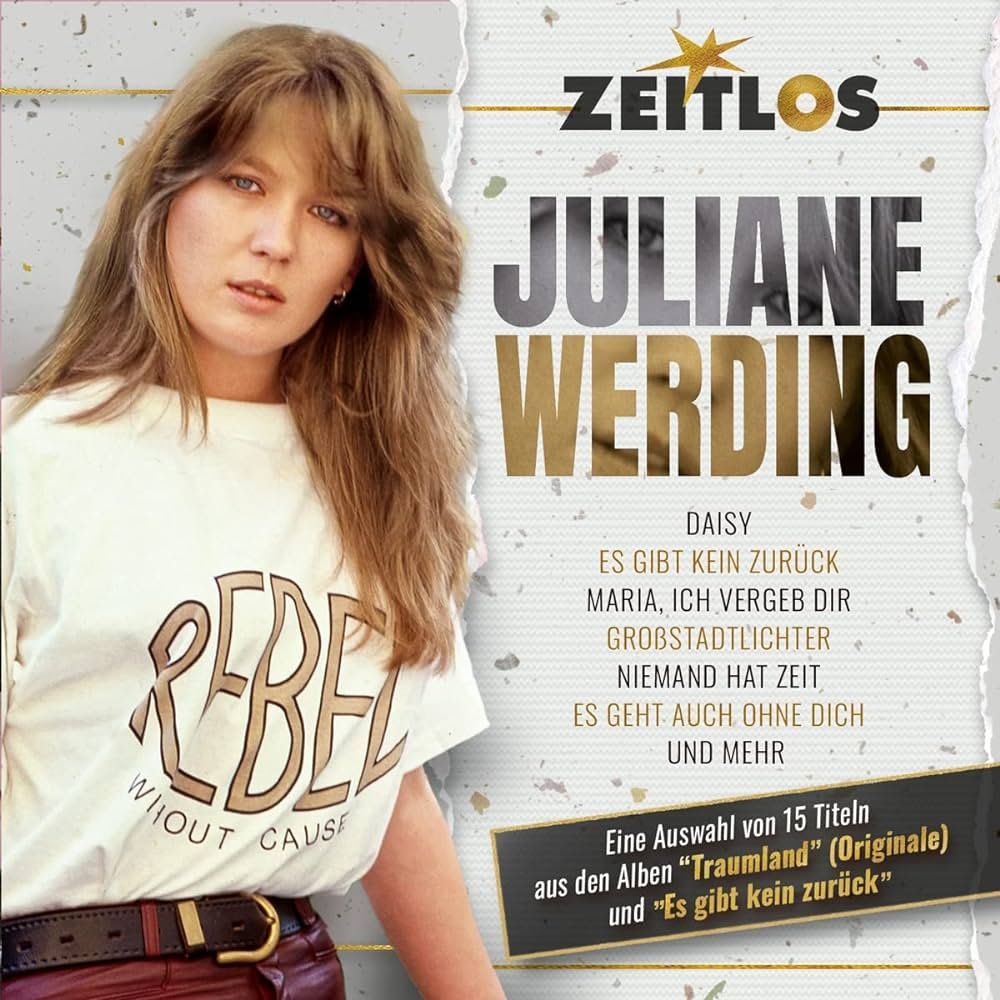 ZEITLOS
JULIANE
WERDING
DAISY
ES GIBT KEIN ZURÜCK
MARIA, ICH VERGEB DIR
GROßSTADTLICHTER
NIEMAND HAT ZEIT
ES GEHT AUCH OHNE DICH
UND MEHR
Eine Auswahl von 15 Titeln
aus den Alben “Traumland” (Originale)
und ”Es gibt kein zurück”
REBEL
WIHOUT CAUSE